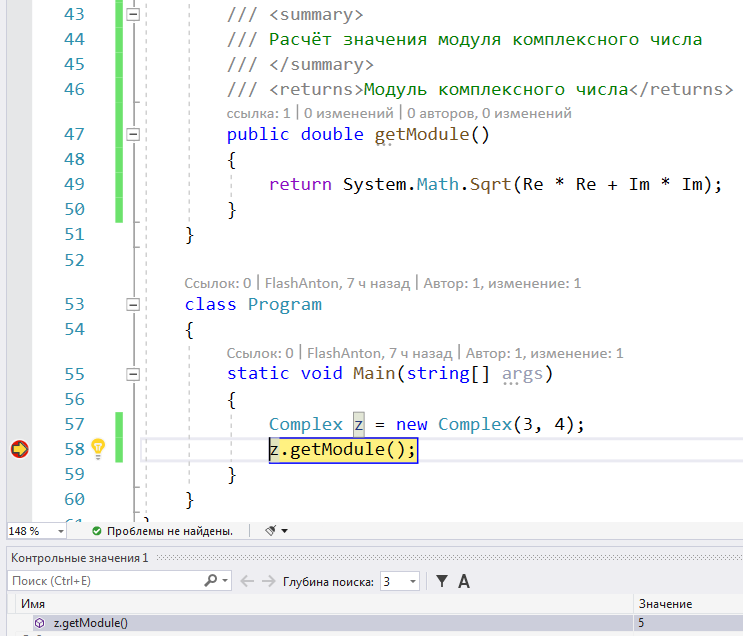 43 /// <summary>
44 /// Расчёт значения модуля комплексного числа
45 /// </summary>
46 /// <returns>Модуль комплексного числа</returns>
ссылка: 1 | 0 изменений | 0 авторов, 0 изменений
47 public double getModule()
48 {
49 return System.Math.Sqrt(Re * Re + Im * Im);
50 }
51 }
52
Ссылок: 0 | FlashAnton, 7 ч назад | Автор: 1, изменение: 1
53 class Program
54 {
Ссылок: 0 | FlashAnton, 7 ч назад | Автор: 1, изменение: 1
55 static void Main(string[] args)
56 {
57 Complex z = new Complex(3, 4);
58 z.getModule();
59 }
60 }
148 % Проблемы не найдены.
Контрольные значения 1
Поиск (Ctrl+E) Глубина поиска: 3 A
Имя Значение
z.getModule() 5